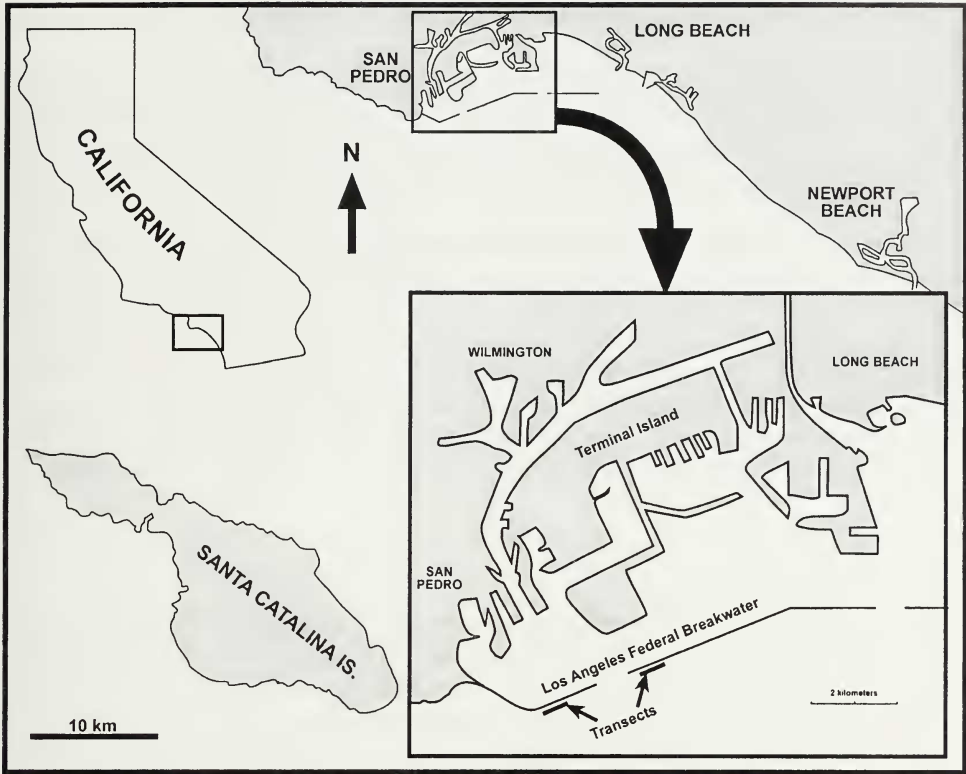 SAN
PEDRO
LONG BEACH
CALIFORNIA
N
NEWPORT
BEACH
WILMINGTON
LONG BEACH
Terminal Island
SAN
PEDRO
SANTA CATALINA IS.
Los Angeles Federal Breakwater
2 kilometers
Transects
10 km